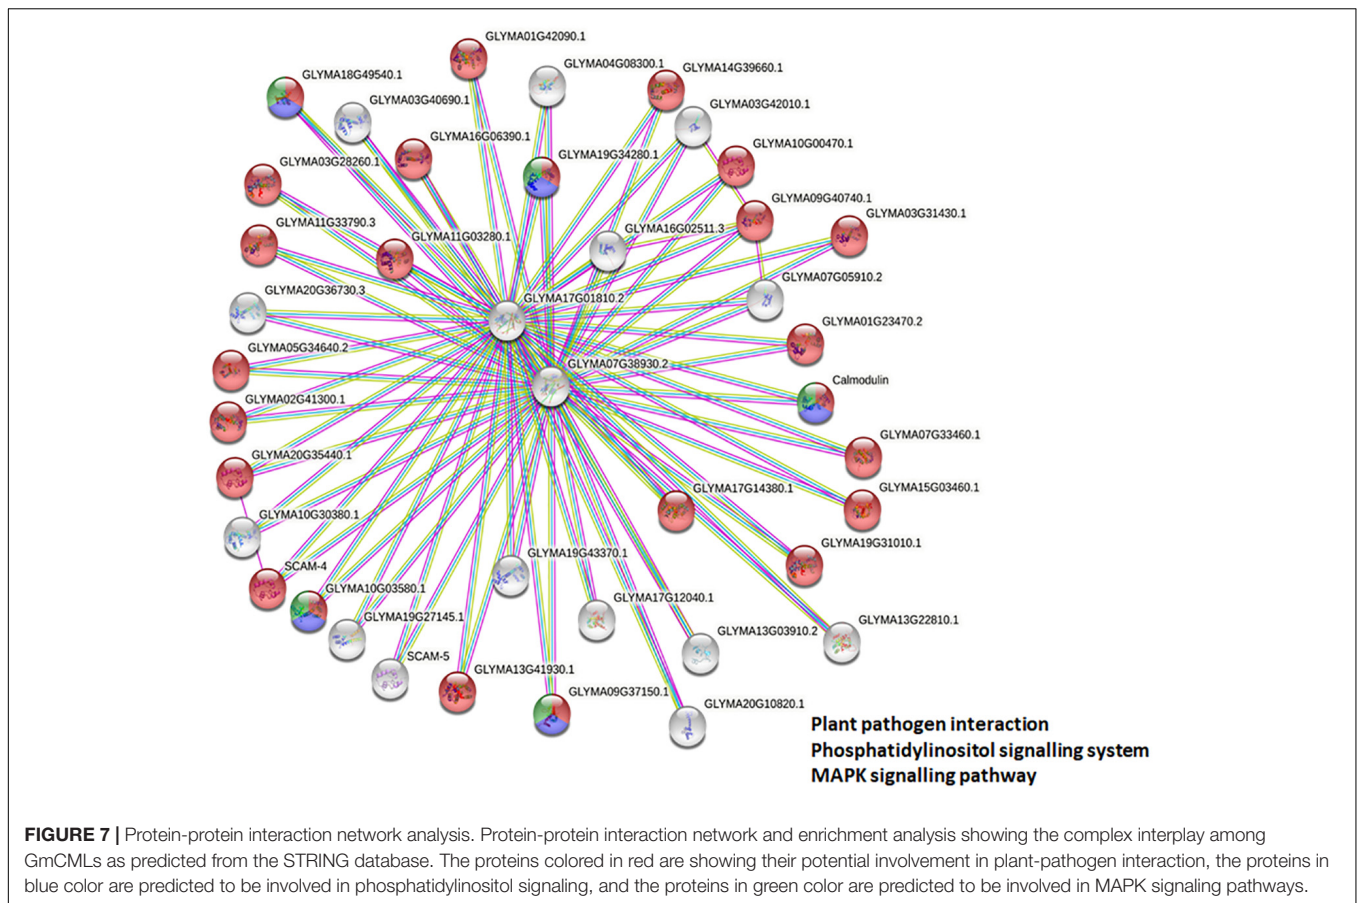 GLYMA01G42090.1
GLYMA04G08300.1
GLYMA14G39660.1
GLYMA18G49540.1
GLYMA03G40690.1
GLYMA03G42010.1
GLYMA16G06390.1
GLYMA10G00470.1
GLYMA03G28260.1
GLYMA19G34280.1
GLYMA09G40740.1
GLYMA03G31430.1
GLYMA11G33790.3
GLYMA11G03280.1
GLYMA16G02511.3
GLYMA07G05910.2
GLYMA20G36730.3
GLYMA17G01810.2
GLYMA01G23470.2
GLYMA05G34640.2
GLYMA07G38930.2
Calmodulin
GLYMA02G41300.1
GLYMA07G33460.1
GLYMA20G35440.1
GLYMA17G14380.1
GLYMA15G03460.1
GLYMA10G30380.1
GLYMA19G31010.1
GLYMA19G43370.1
SCAM-4
GLYMA10G03580.1
GLYMA17G12040.1
GLYMA19G27145.1
GLYMA13G03910.2
GLYMA13G22810.1
SCAM-5
GLYMA13G41930.1
GLYMA09G37150.1
GLYMA20G10820.1
Plant pathogen interaction
Phosphatidylinositol signalling system
MAPK signalling pathway
FIGURE 7 | Protein-protein interaction network analysis. Protein-protein interaction network and enrichment analysis showing the complex interplay among
GmCMLs as predicted from the STRING database. The proteins colored in red are showing their potential involvement in plant-pathogen interaction, the proteins in
blue color are predicted to be involved in phosphatidylinositol signaling, and the proteins in green color are predicted to be involved in MAPK signaling pathways.